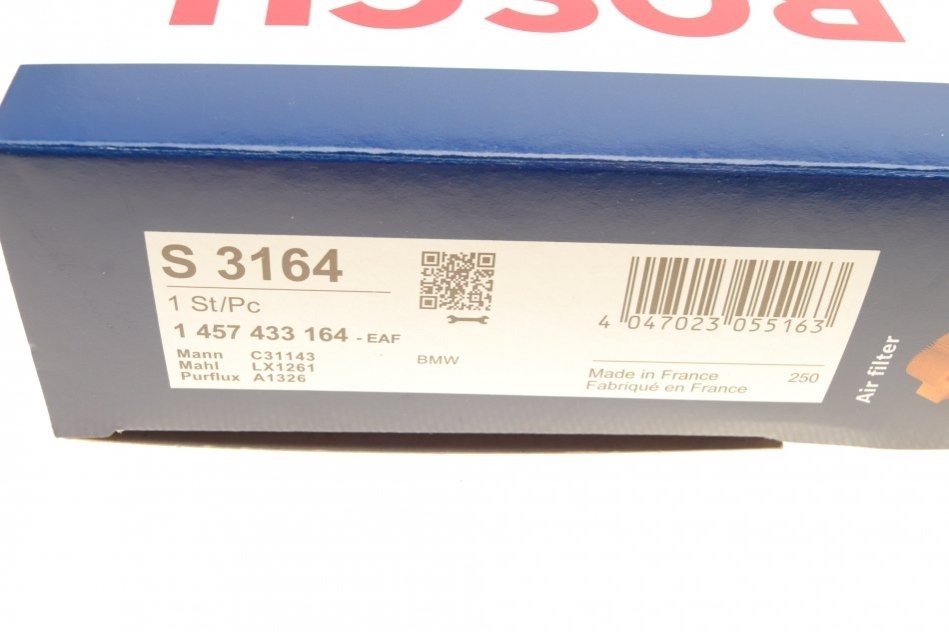 BOSCH
S 3164
1 St/Pc
1 457 433 164 - EAF
Mann C31143
Mahl LX1261
Purflux A1326
BMW
4 047023 055163
Made in France 250
Fabriqué en France
Air filter